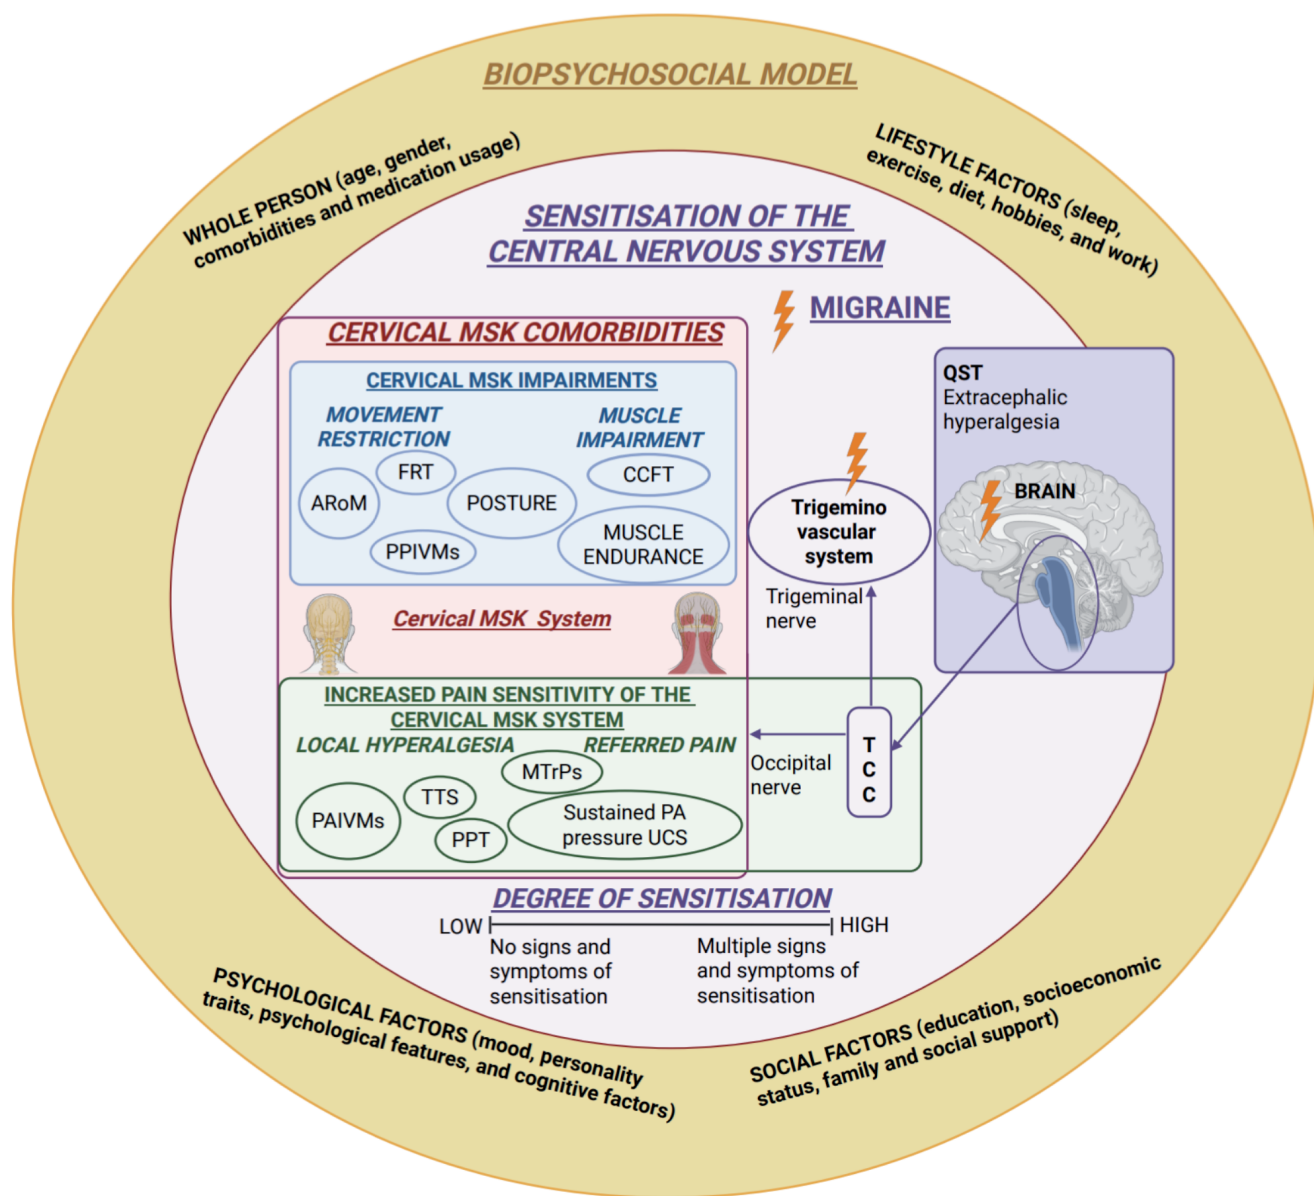 BIOPSYCHOSOCIAL MODEL
WHOLE PERSON (age, gender,
comorbidities and medication usage)
LIFESTYLE FACTORS (sleep,
exercise, diet, hobbies, and work)
SENSITISATION OF THE
CENTRAL NERVOUS SYSTEM
MIGRAINE
CERVICAL MSK COMORBIDITIES
CERVICAL MSK IMPAIRMENTS
MOVEMENT
RESTRICTION
MUSCLE
IMPAIRMENT
FRT
ARoM
POSTURE
PPIVMs
CCFT
MUSCLE
ENDURANCE
Cervical MSK System
Trigemino
vascular
system
Trigeminal
nerve
QST
Extracephalic
hyperalgesia
BRAIN
INCREASED PAIN SENSITIVITY OF THE
CERVICAL MSK SYSTEM
LOCAL HYPERALGESIA
REFERRED PAIN
MTrPs
TTS
PAIVMs
PPT
Sustained PA
pressure UCS
Occipital
nerve
T
C
C
DEGREE OF SENSITISATION
LOW
HIGH
No signs and
symptoms of
sensitisation
Multiple signs
and symptoms of
sensitisation
PSYCHOLOGICAL FACTORS (mood, personality
traits, psychological features, and cognitive factors)
SOCIAL FACTORS (education, socioeconomic
status, family and social support)